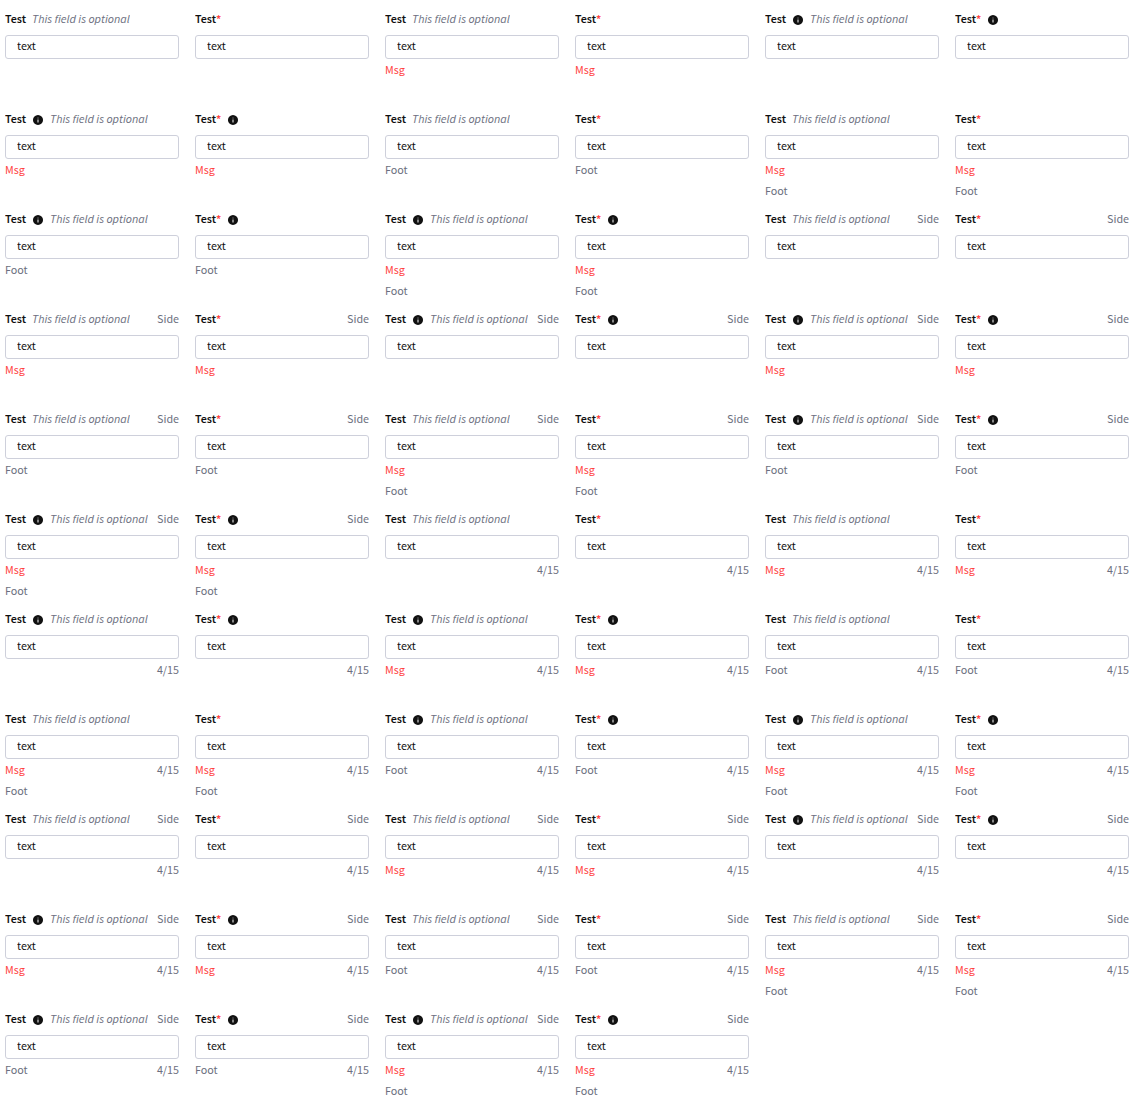 Test This field is optional Test* Test This field is optional Test* Test This field is optional Test*
text text text text text text
Msg Msg
Test This field is optional Test* Test This field is optional Test* Test This field is optional Test*
text text text text text text
Msg Msg Foot Foot Msg Msg
Foot Foot
Test This field is optional Test* Test This field is optional Test* Test This field is optional Side Test* Side
text text text text text text
Foot Foot Msg Msg
Foot Foot
Test This field is optional Side Test* Side Test This field is optional Side Test* Side Test This field is optional Side Test* Side
text text text text text text
Msg Msg Msg Msg
Test This field is optional Side Test* Side Test This field is optional Side Test* Side Test This field is optional Side Test* Side
text text text text text text
Foot Foot Msg Msg Foot Foot
Foot Foot
Test This field is optional Side Test* Side Test This field is optional Test* Test This field is optional Test*
text text text text text text
Msg Msg 4/15 4/15 Msg 4/15 Msg 4/15
Foot Foot
Test This field is optional Test* Test This field is optional Test* Test This field is optional Test*
text text text text text text
4/15 4/15 Msg 4/15 Msg 4/15 Foot 4/15 Foot 4/15
Test This field is optional Test* Test This field is optional Test* Test This field is optional Test*
text text text text text text
Msg 4/15 Msg 4/15 Foot 4/15 Foot 4/15 Msg 4/15 Msg 4/15
Foot Foot Foot Foot
Test This field is optional Side Test* Side Test This field is optional Side Test* Side Test This field is optional Side Test* Side
text text text text text text
4/15 4/15 Msg 4/15 Msg 4/15 4/15 4/15
Test This field is optional Side Test* Side Test This field is optional Side Test* Side Test This field is optional Side Test* Side
text text text text text text
Msg 4/15 Msg 4/15 Foot 4/15 Foot 4/15 Msg 4/15 Msg 4/15
Foot Foot
Test This field is optional Side Test* Side Test This field is optional Side Test* Side
text text text text
Foot 4/15 Foot 4/15 Msg 4/15 Msg 4/15
Foot Foot